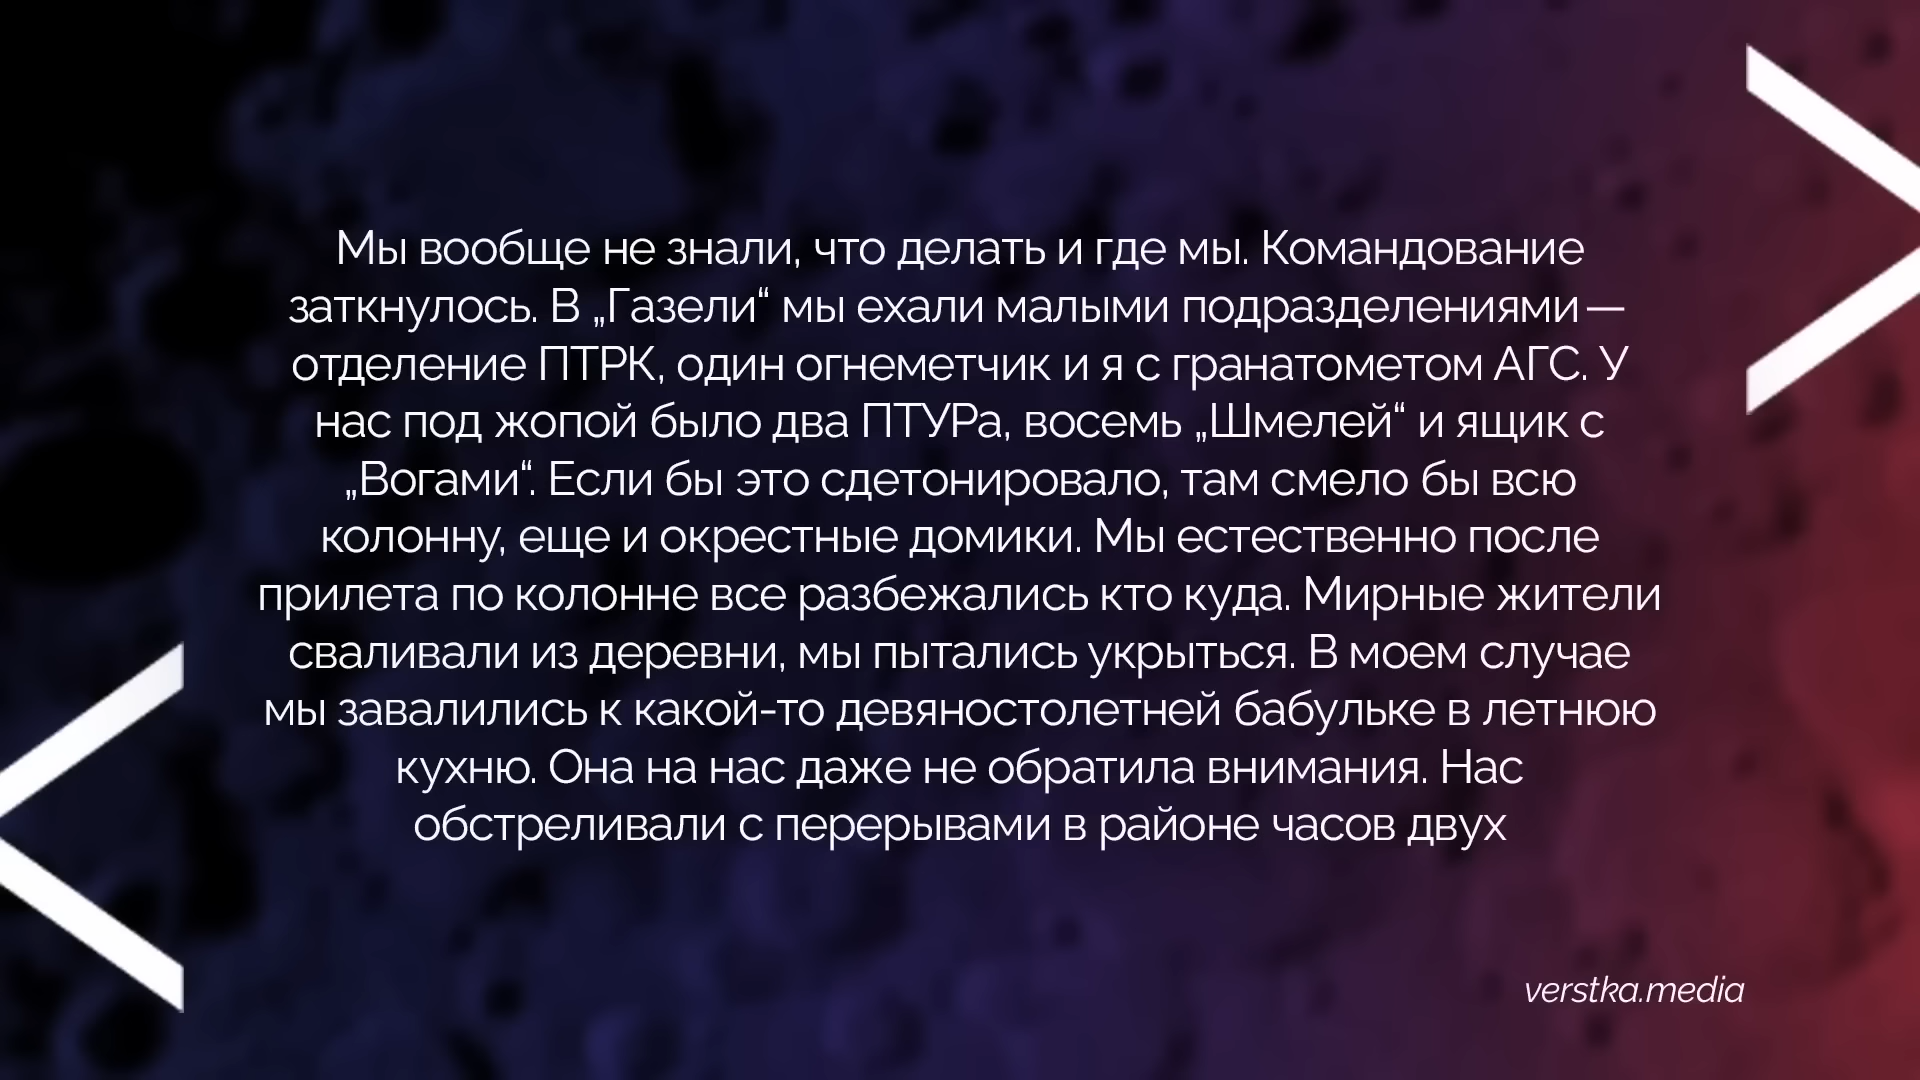 Мы вообще не знали, что делать и где мы. Командование
заткнулось. В „Газели“ мы ехали малыми подразделениями —
отделение ПТРК, один огнеметчик и я с гранатометом АГС. У
нас под жопой было два ПТУРа, восемь „Шмелей“ и ящик с
„Вогами“. Если бы это сдетонировало, там смело бы всю
колонну, еще и окрестные домики. Мы естественно после
прилета по колонне все разбежались кто куда. Мирные жители
сваливали из деревни, мы пытались укрыться. В моем случае
мы завалились к какой-то девяностолетней бабульке в летнюю
кухню. Она на нас даже не обратила внимания. Нас
обстреливали с перерывами в районе часов двух
verstka.media